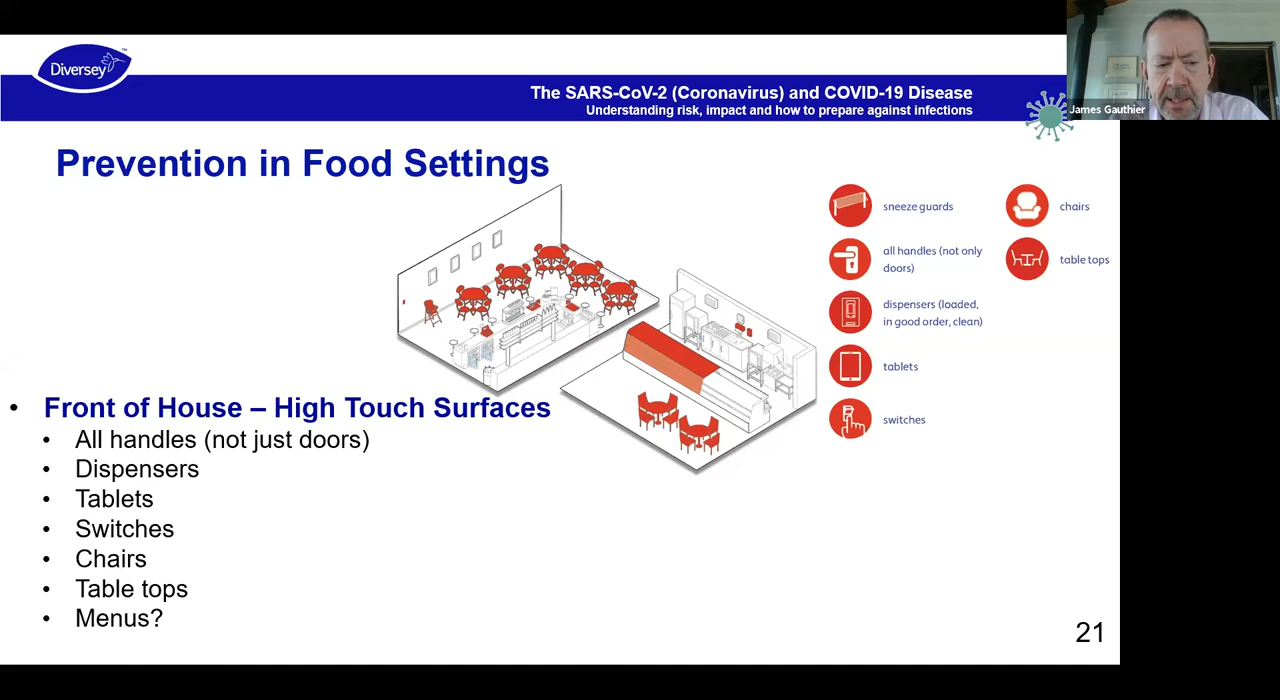 Diversey
The SARS-CoV-2 (Coronavirus) and COVID-19 Disease
Understanding risk, impact and how to prepare against infections
James Gauthier
Prevention in Food Settings
sneeze guards
chairs
all handles (not only
doors)
table tops
dispensers (loaded,
in good order, clean)
tablets
switches
• Front of House – High Touch Surfaces
• All handles (not just doors)
• Dispensers
• Tablets
• Switches
• Chairs
• Table tops
• Menus?
21